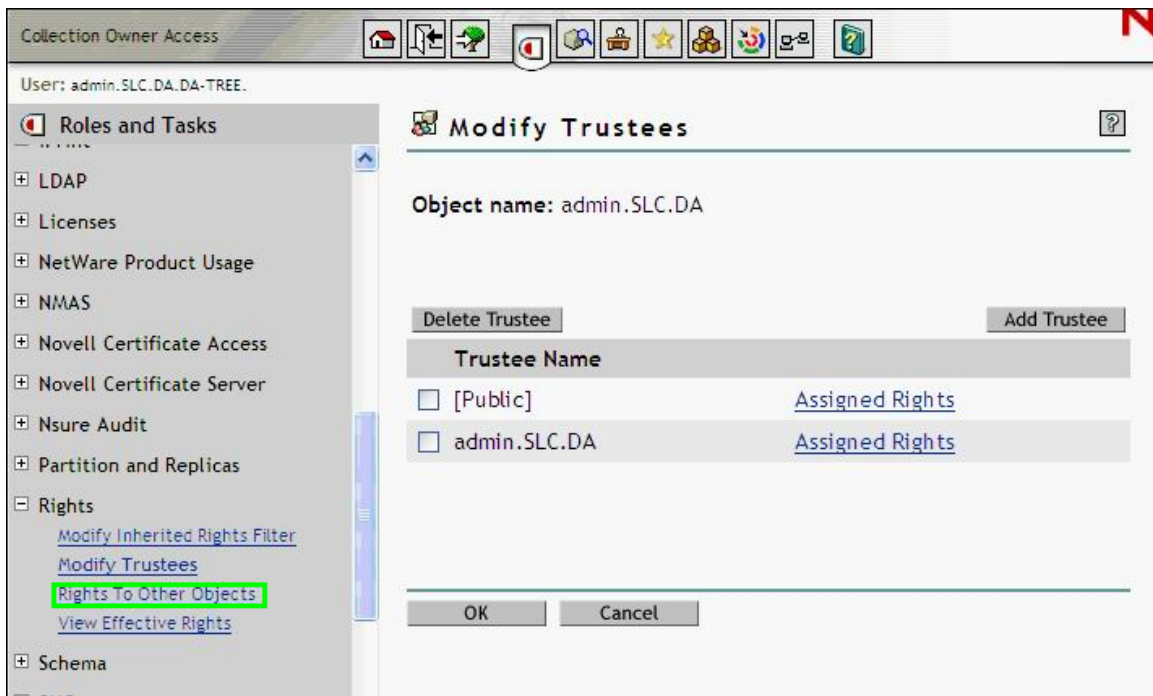 Collection Owner Access
N
User: admin.SLC.DA.DA-TREE.
Roles and Tasks
LDAP
Licenses
NetWare Product Usage
NMAS
Novell Certificate Access
Novell Certificate Server
Nsure Audit
Partition and Replicas
Rights
Modify Inherited Rights Filter
Modify Trustees
Rights To Other Objects
View Effective Rights
Schema
Modify Trustees
?
Object name: admin.SLC.DA
Delete Trustee Add Trustee
Trustee Name
[Public] Assigned Rights
admin.SLC.DA Assigned Rights
OK Cancel